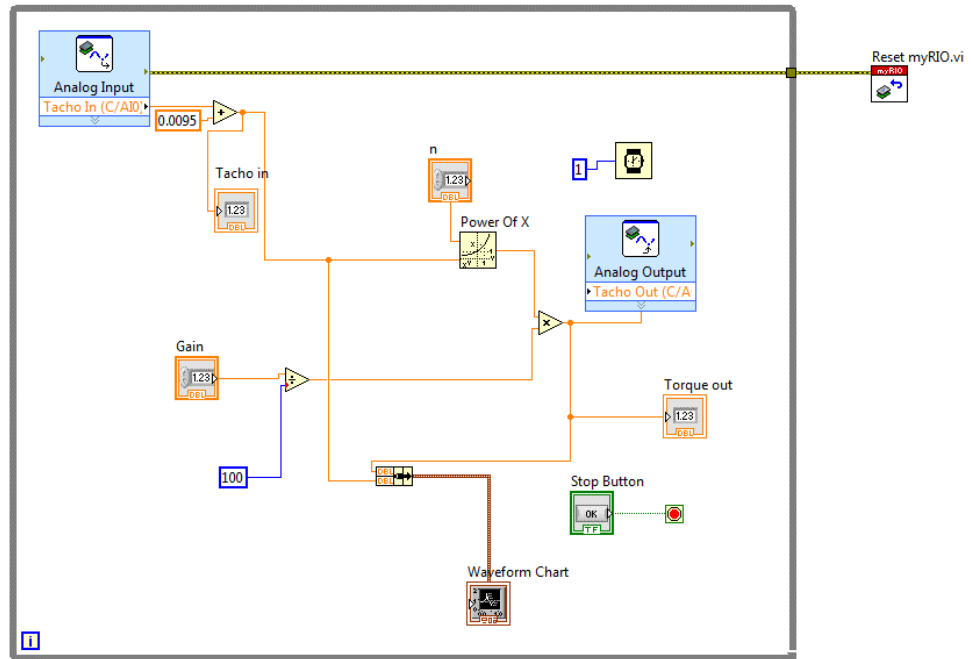 Reset myRIO.vi
myRIO
Analog Input
Tacho In (C/AI0)
0.0095
+
Tacho in
1.23
DBL
n
1.23
DBL
Power Of X
1
Analog Output
Tacho Out (C/A
x
Gain
1.23
DBL
÷
100
Torque out
1.23
DBL
DBL
DBL
Stop Button
OK
TF
Waveform Chart
i